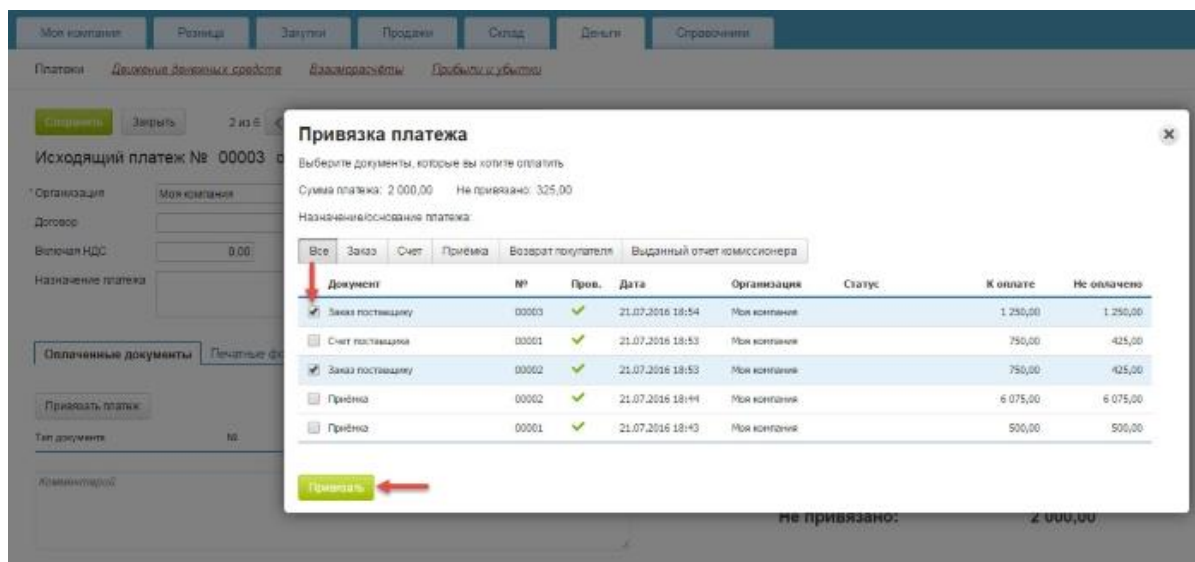 Моя компания Розница Закупки Продажи Склад Деньги Справочники
Платежи Движение денежных средств Взаиморасчёты Прибыли и убытки
Сохранить Закрыть 2 из 6
Исходящий платеж № 00003
Привязка платежа
Выберите документы, которые вы хотите оплатить
Сумма платежа: 2 000,00 Не привязано: 325,00
Назначение/основание платежа:
* Организация Моя компания
Договор
Включая НДС 0,00
Назначение платежа
Все Заказ Счет Приёмка Возврат покупателя Выданный отчет комиссионера
Документ № Пров. Дата Организация Статус К оплате Не оплачено
Заказ поставщику 00003 21.07.2016 18:54 Моя компания 1 250,00 1 250,00
Счет поставщика 00001 21.07.2016 18:53 Моя компания 750,00 425,00
Заказ поставщику 00002 21.07.2016 18:53 Моя компания 750,00 425,00
Приёмка 00002 21.07.2016 18:44 Моя компания 6 075,00 6 075,00
Приёмка 00001 21.07.2016 18:43 Моя компания 500,00 500,00
Оплаченные документы Печатные фо
Привязать платеж
Тип документа №
Комментарий
Привязать
Не привязано: 2 000,00